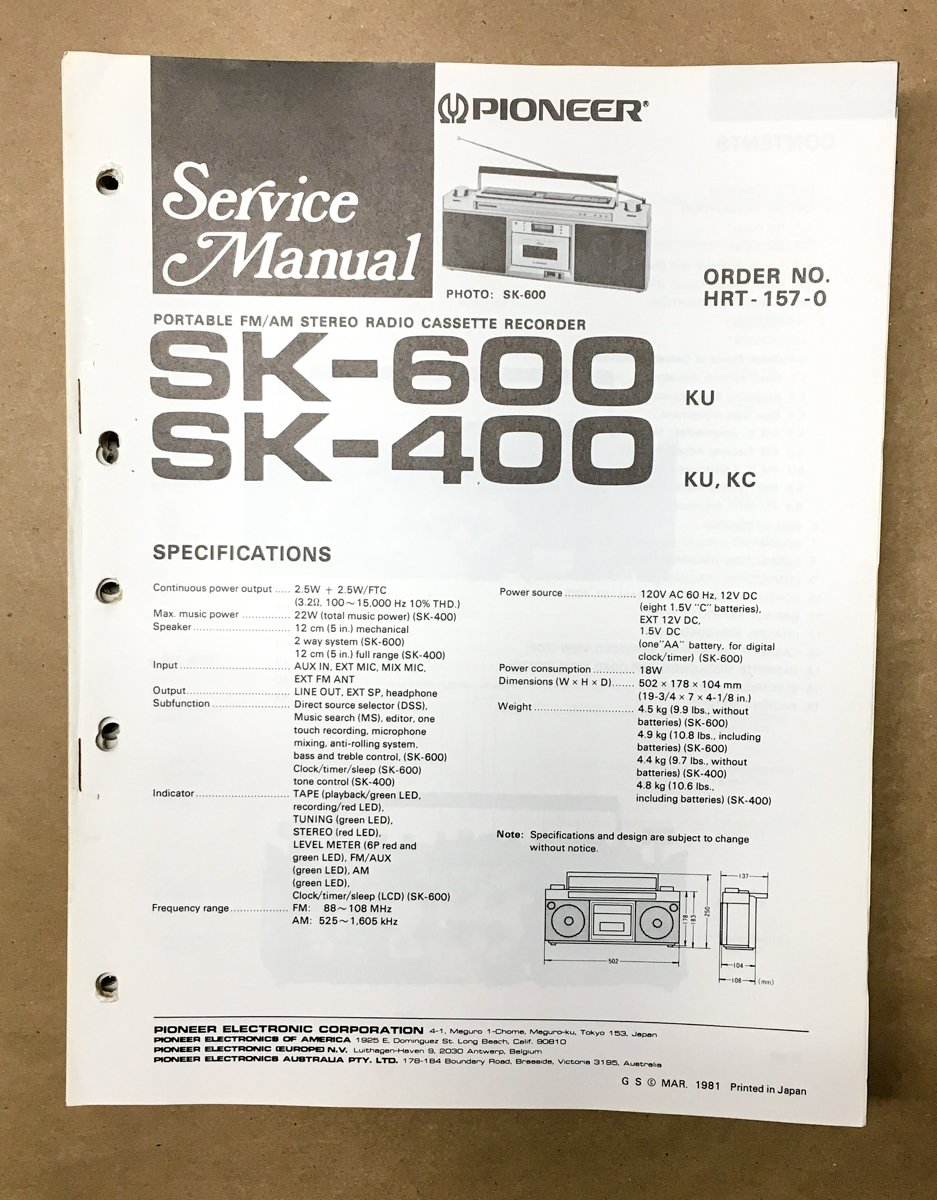 PIONEER®
Service
Manual
PHOTO: SK-600
ORDER NO.
HRT-157-0
PORTABLE FM/AM STEREO RADIO CASSETTE RECORDER
SK-600 KU
SK-400 KU, KC
SPECIFICATIONS
Continuous power output ..... 2.5W + 2.5W/FTC
(3.2Ω, 100~15,000 Hz 10% THD.)
Max. music power ............. 22W (total music power) (SK-400)
Speaker .......................... 12 cm (5 in.) mechanical
2 way system (SK-600)
12 cm (5 in.) full range (SK-400)
Input .............................. AUX IN, EXT MIC, MIX MIC,
EXT FM ANT
Output ............................ LINE OUT, EXT SP, headphone
Subfunction ..................... Direct source selector (DSS),
Music search (MS), editor, one
touch recording, microphone
mixing, anti-rolling system,
bass and treble control, (SK-600)
Clock/timer/sleep (SK-600)
tone control (SK-400)
Indicator ......................... TAPE (playback/green LED,
recording/red LED),
TUNING (green LED),
STEREO (red LED),
LEVEL METER (6P red and
green LED), FM/AUX
(green LED), AM
(green LED),
Clock/timer/sleep (LCD) (SK-600)
Frequency range ................ FM: 88~108 MHz
AM: 525~1,605 kHz
Power source .................... 120V AC 60 Hz, 12V DC
(eight 1.5V "C" batteries),
EXT 12V DC,
1.5V DC
(one"AA" battery, for digital
clock/timer) (SK-600)
Power consumption ............ 18W
Dimensions (W × H × D)...... 502 × 178 × 104 mm
(19-3/4 × 7 × 4-1/8 in.)
Weight ............................ 4.5 kg (9.9 lbs., without
batteries) (SK-600)
4.9 kg (10.8 lbs., including
batteries) (SK-600)
4.4 kg (9.7 lbs., without
batteries) (SK-400)
4.8 kg (10.6 lbs.,
including batteries) (SK-400)
Note: Specifications and design are subject to change
without notice.
137
178
183
250
502
104
108 (mm)
PIONEER ELECTRONIC CORPORATION 4-1, Meguro 1-Chome, Meguro-ku, Tokyo 153, Japan
PIONEER ELECTRONICS OF AMERICA 1925 E. Dominguez St. Long Beach, Calif. 90810
PIONEER ELECTRONIC (EUROPE) N.V. Luithagen-Haven 9, 2030 Antwerp, Belgium
PIONEER ELECTRONICS AUSTRALIA PTY. LTD. 178-184 Boundary Road, Braeside, Victoria 3195, Australia
G S © MAR. 1981 Printed in Japan